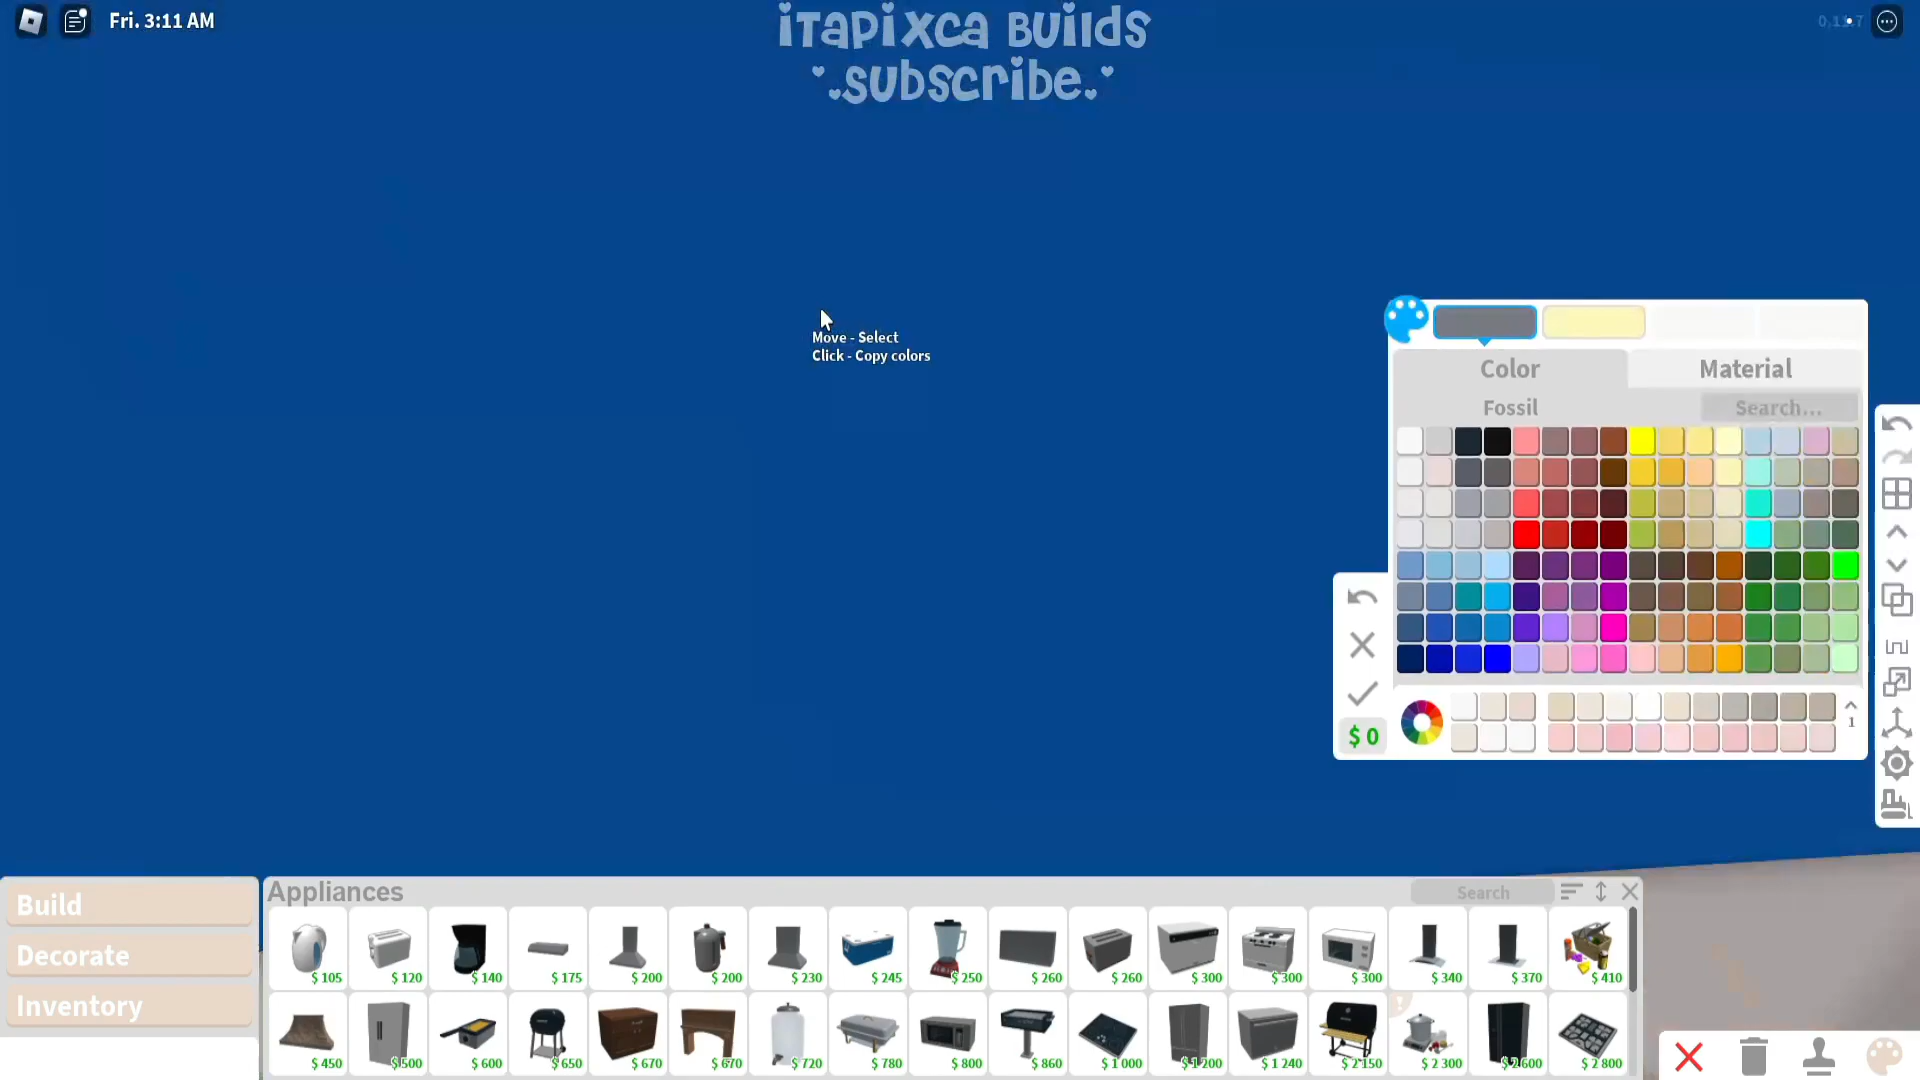 Fri. 3:11 AM
iTapixca Builds
.subscribe.
Move - Select
Click - Copy colors
Color
Material
Fossil
Search...
$ 0
1
Build
Decorate
Inventory
Appliances
Search
$ 105
$ 120
$ 140
$ 175
$ 200
$ 200
$ 230
$ 245
$ 250
$ 260
$ 260
$ 300
$ 300
$ 300
$ 340
$ 370
$ 410
$ 450
$ 500
$ 600
$ 650
$ 670
$ 670
$ 720
$ 780
$ 800
$ 860
$ 1 000
$ 1 200
$ 1 240
$ 2 150
$ 2 300
$ 2 600
$ 2 800